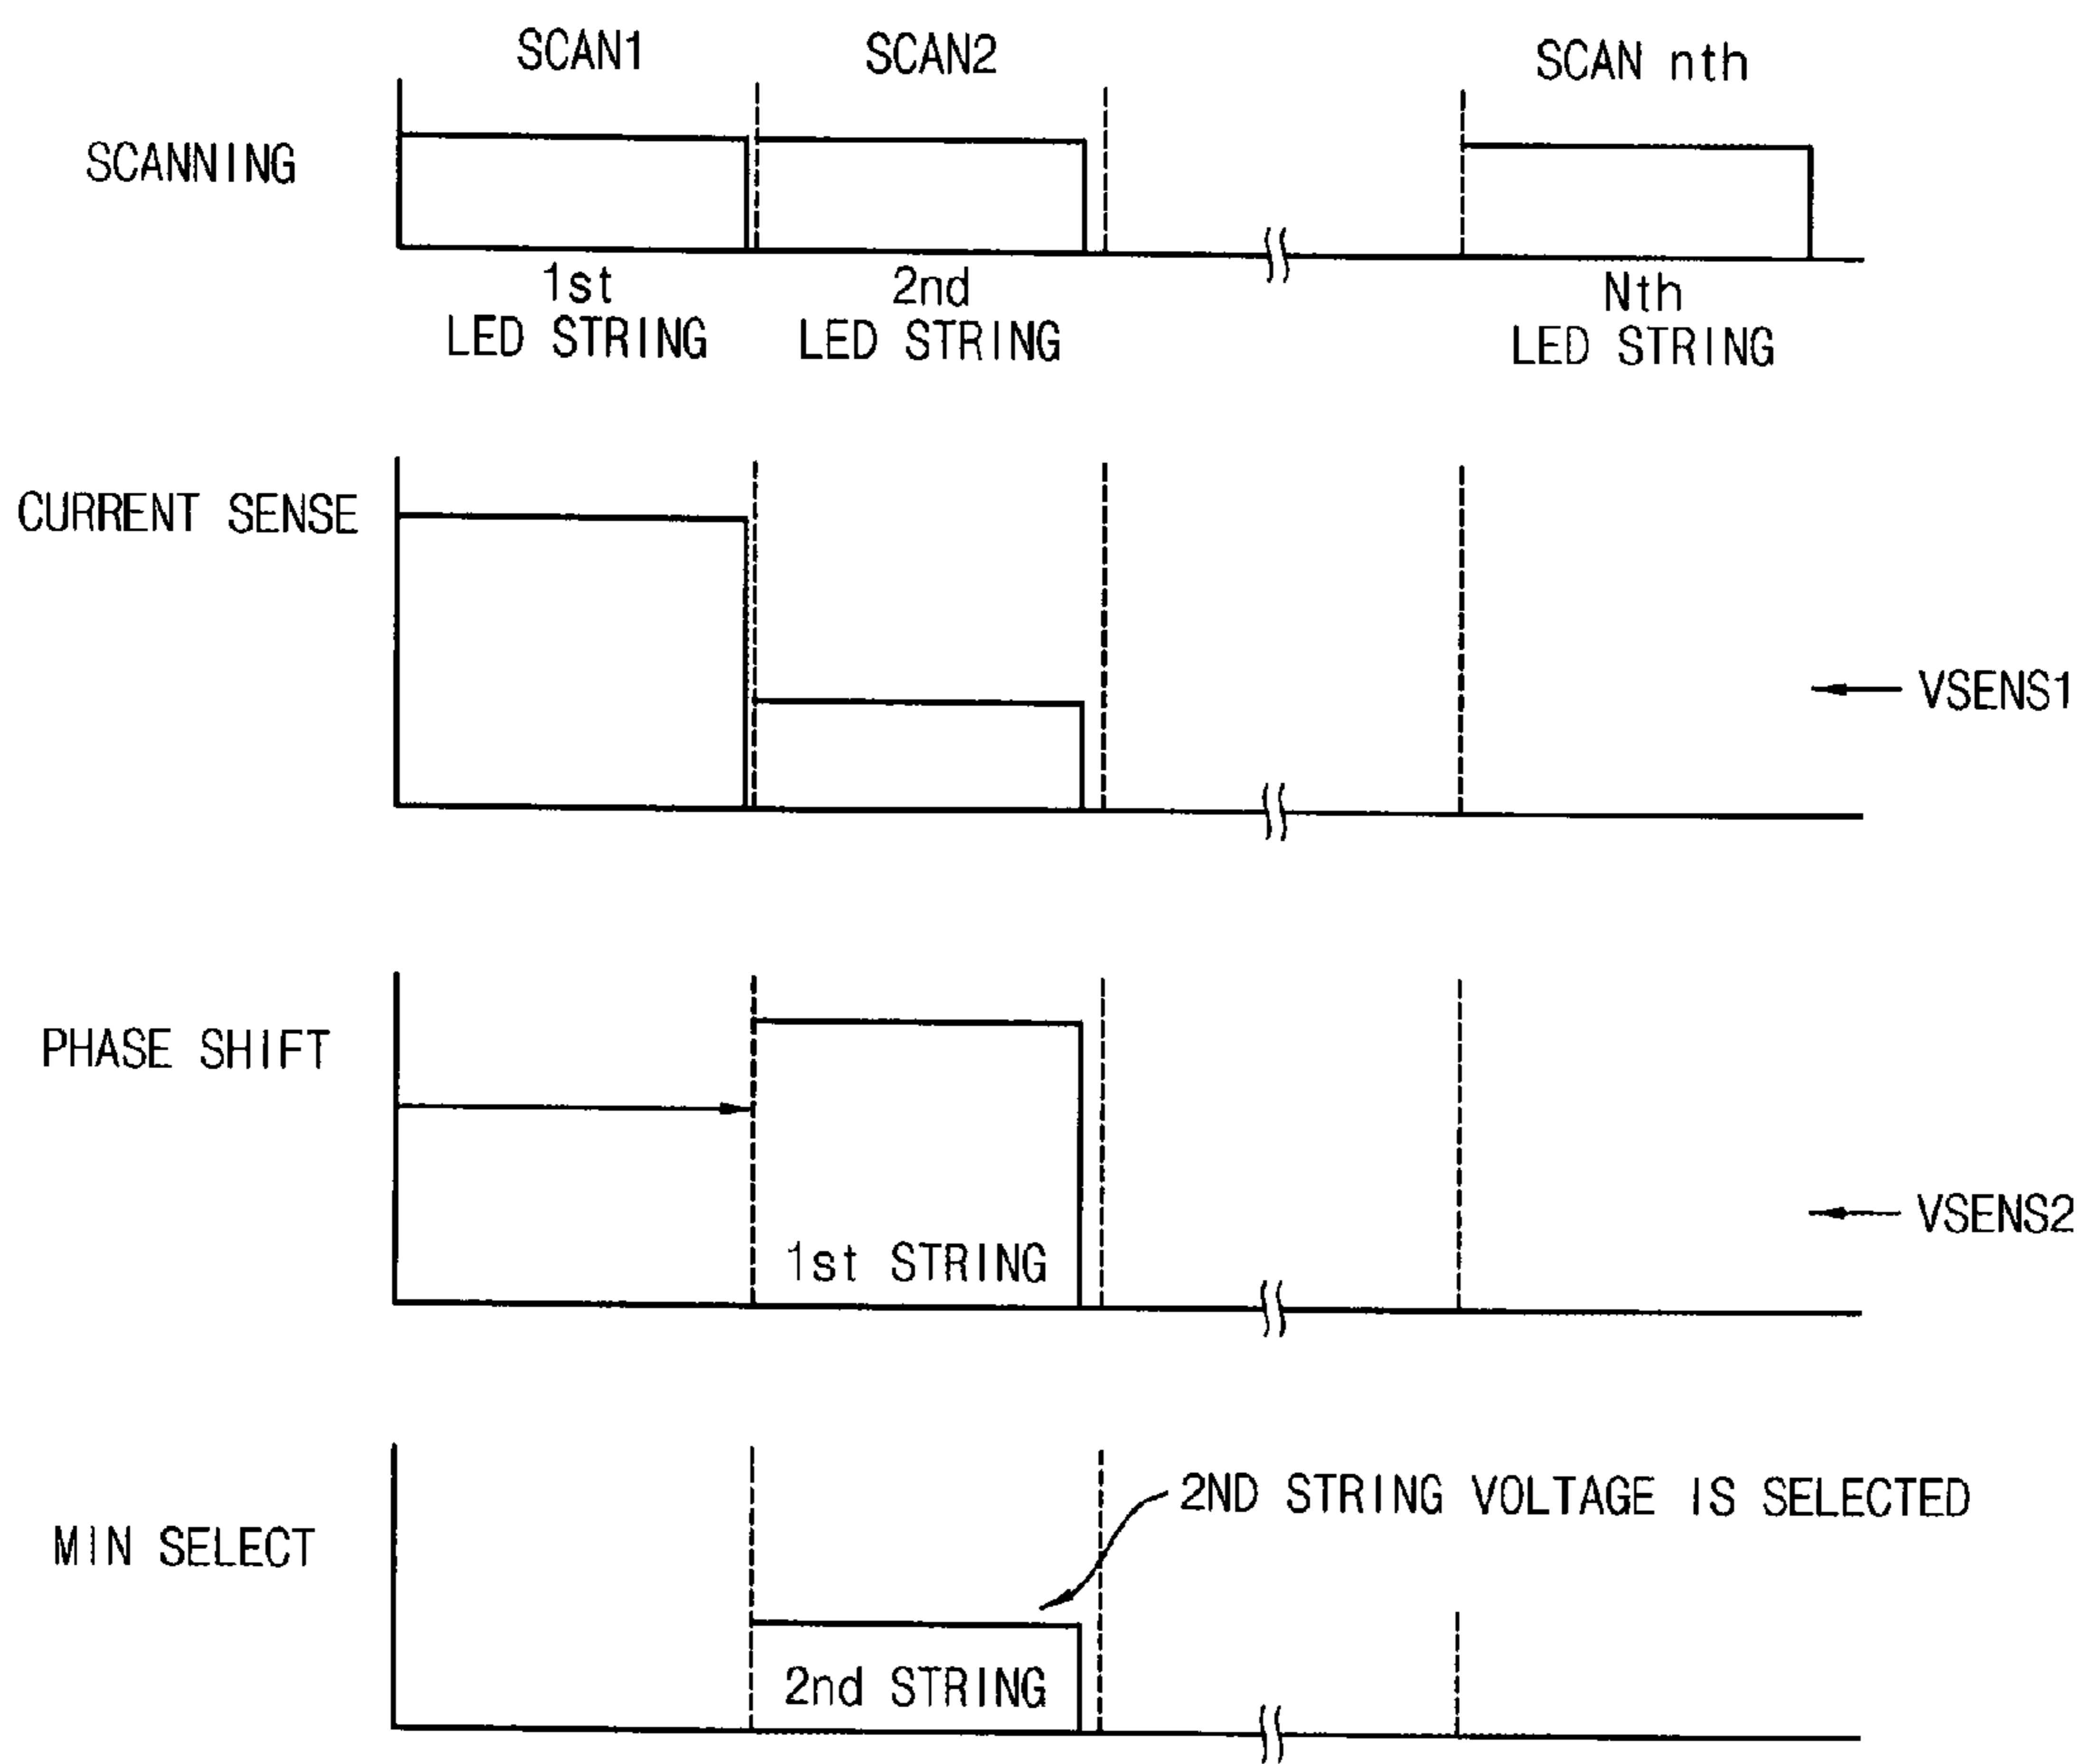 SCAN1
SCAN2
SCAN nth
SCANNING
1st
LED STRING
2nd
LED STRING
Nth
LED STRING
CURRENT SENSE
VSENS1
PHASE SHIFT
1st STRING
VSENS2
2ND STRING VOLTAGE IS SELECTED
MIN SELECT
2nd STRING